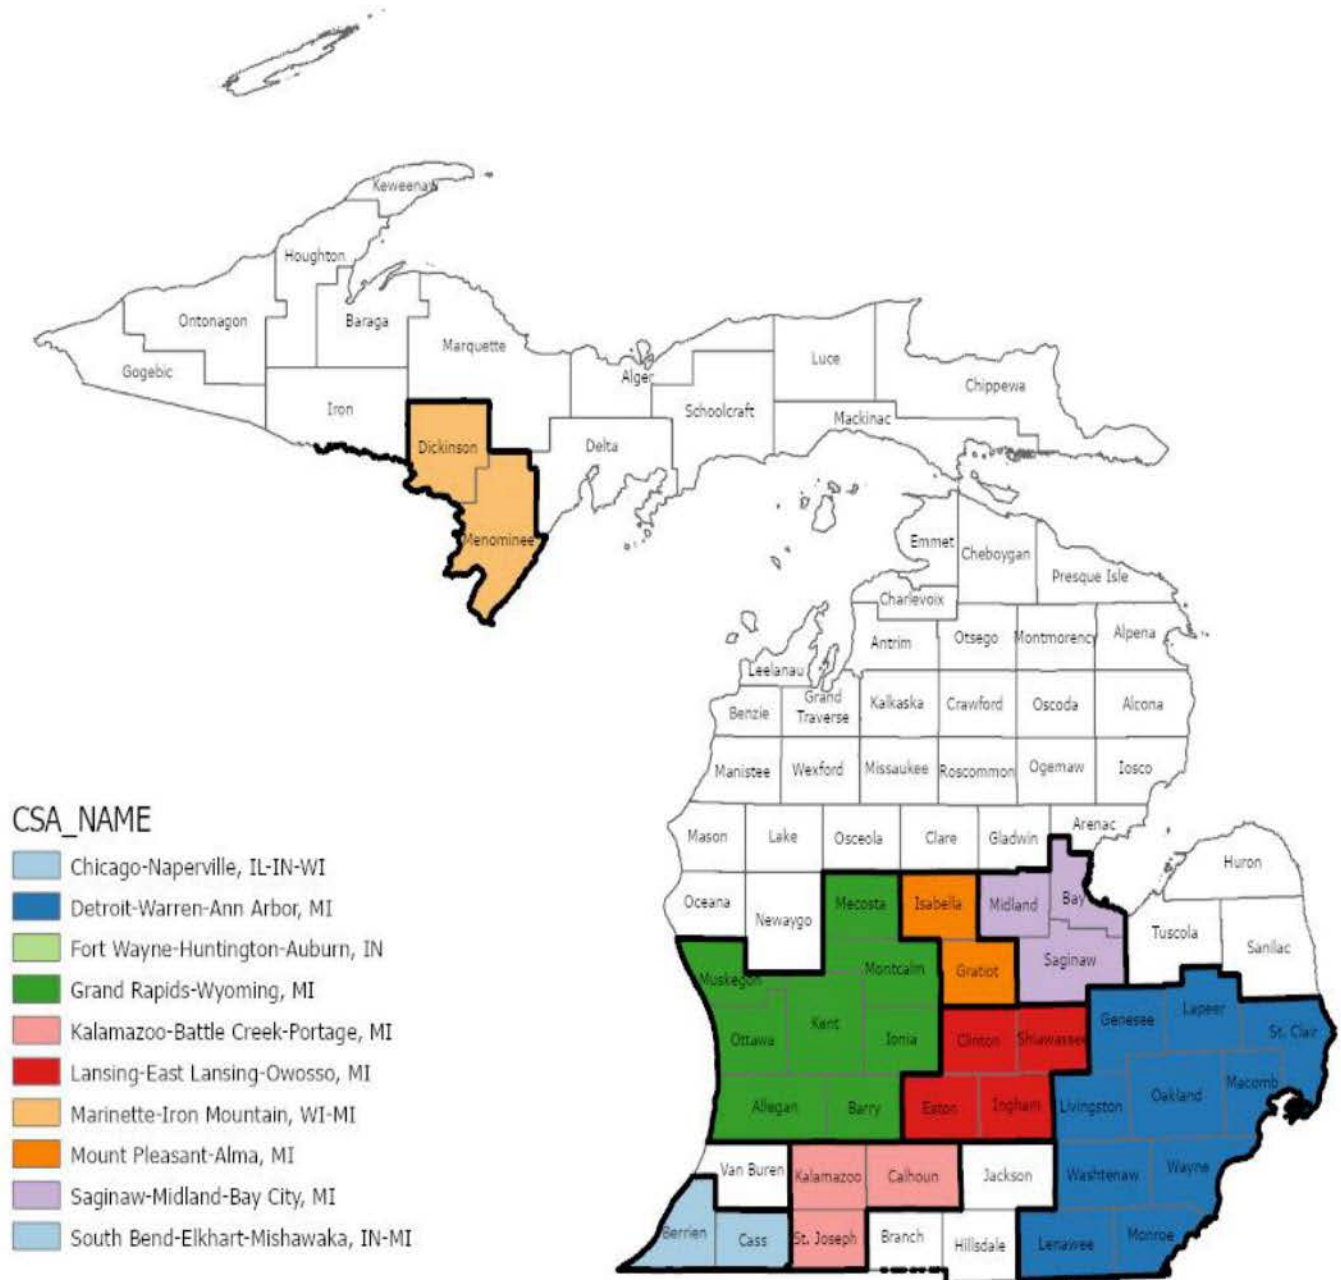 Keweenaw
Houghton
Ontonagon
Baraga
Marquette
Luce
Gogebic
Alger
Chippewa
Iron
Schoolcraft
Mackinac
Dickinson
Delta
Menominee
Emmet
Cheboygan
Presque Isle
Charlevoix
Antrim
Otsego
Montmorency
Alpena
Leelanau
Benzie
Grand
Traverse
Kalkaska
Crawford
Oscoda
Alcona
Manistee
Wexford
Missaukee
Roscommon
Ogemaw
Iosco
Mason
Lake
Osceola
Clare
Gladwin
Arenac
Huron
Oceana
Newaygo
Mecosta
Isabella
Midland
Bay
Tuscola
Sanilac
Muskegon
Montcalm
Gratiot
Saginaw
Ottawa
Kent
Ionia
Clinton
Shiawassee
Genesee
Lapeer
St. Clair
Allegan
Barry
Eaton
Ingham
Livingston
Oakland
Macomb
Van Buren
Kalamazoo
Calhoun
Jackson
Washtenaw
Wayne
Berrien
Cass
St. Joseph
Branch
Hillsdale
Lenawee
Monroe
CSA_NAME
Chicago-Naperville, IL-IN-WI
Detroit-Warren-Ann Arbor, MI
Fort Wayne-Huntington-Auburn, IN
Grand Rapids-Wyoming, MI
Kalamazoo-Battle Creek-Portage, MI
Lansing-East Lansing-Owosso, MI
Marinette-Iron Mountain, WI-MI
Mount Pleasant-Alma, MI
Saginaw-Midland-Bay City, MI
South Bend-Elkhart-Mishawaka, IN-MI